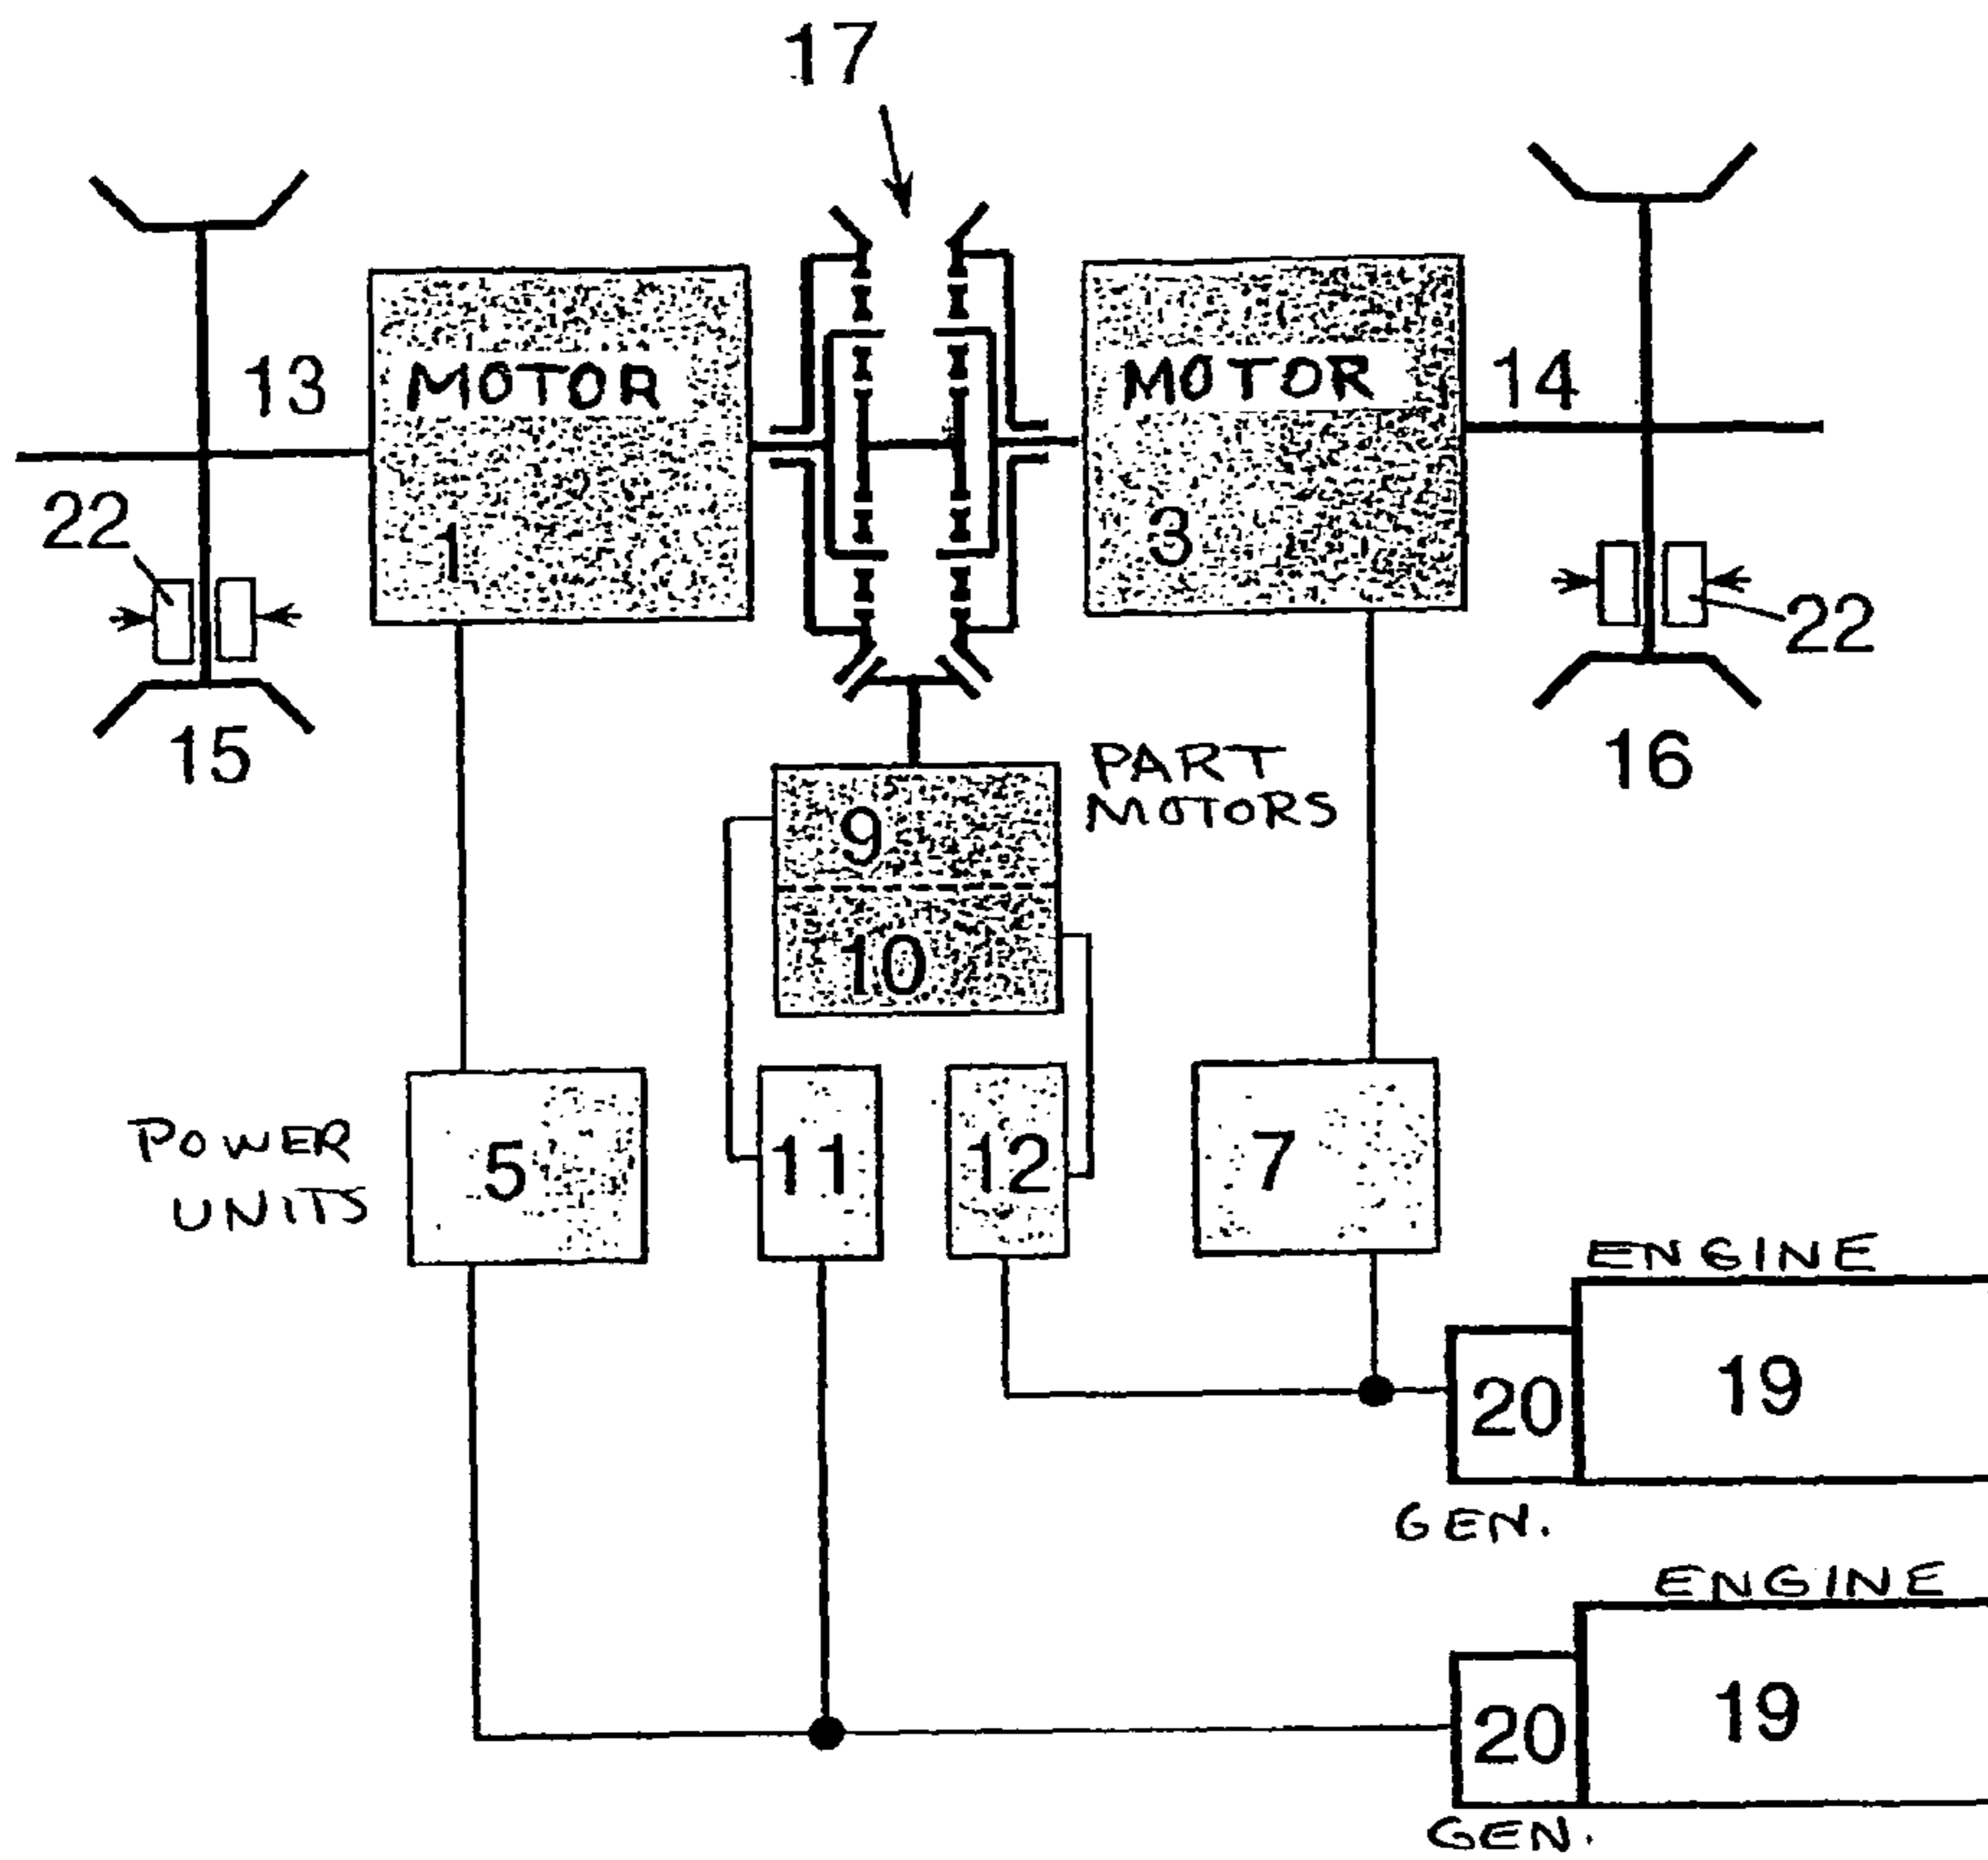 17
13
MOTOR
MOTOR
14
22
1
3
22
15
16
PART
MOTORS
9
10
POWER
UNITS
5
11
12
7
ENGINE
20
19
GEN.
ENGINE
20
19
GEN.